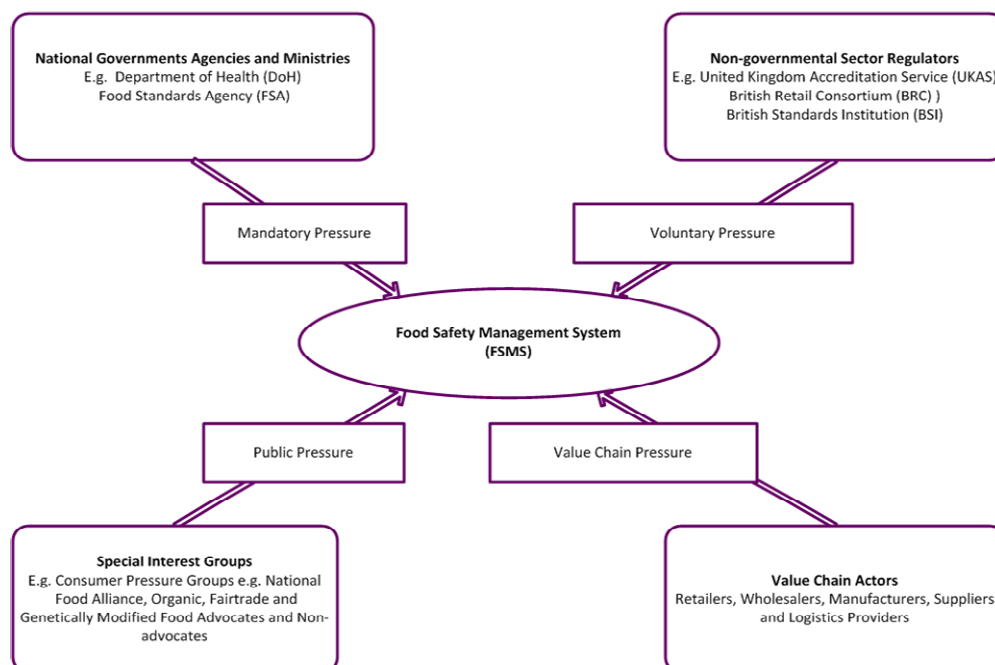 National Governments Agencies and Ministries
E.g. Department of Health (DoH)
Food Standards Agency (FSA)
Non-governmental Sector Regulators
E.g. United Kingdom Accreditation Service (UKAS)
British Retail Consortium (BRC) )
British Standards Institution (BSI)
Mandatory Pressure
Voluntary Pressure
Food Safety Management System
(FSMS)
Public Pressure
Value Chain Pressure
Special Interest Groups
E.g. Consumer Pressure Groups e.g. National
Food Alliance, Organic, Fairtrade and
Genetically Modified Food Advocates and Non-
advocates
Value Chain Actors
Retailers, Wholesalers, Manufacturers, Suppliers
and Logistics Providers